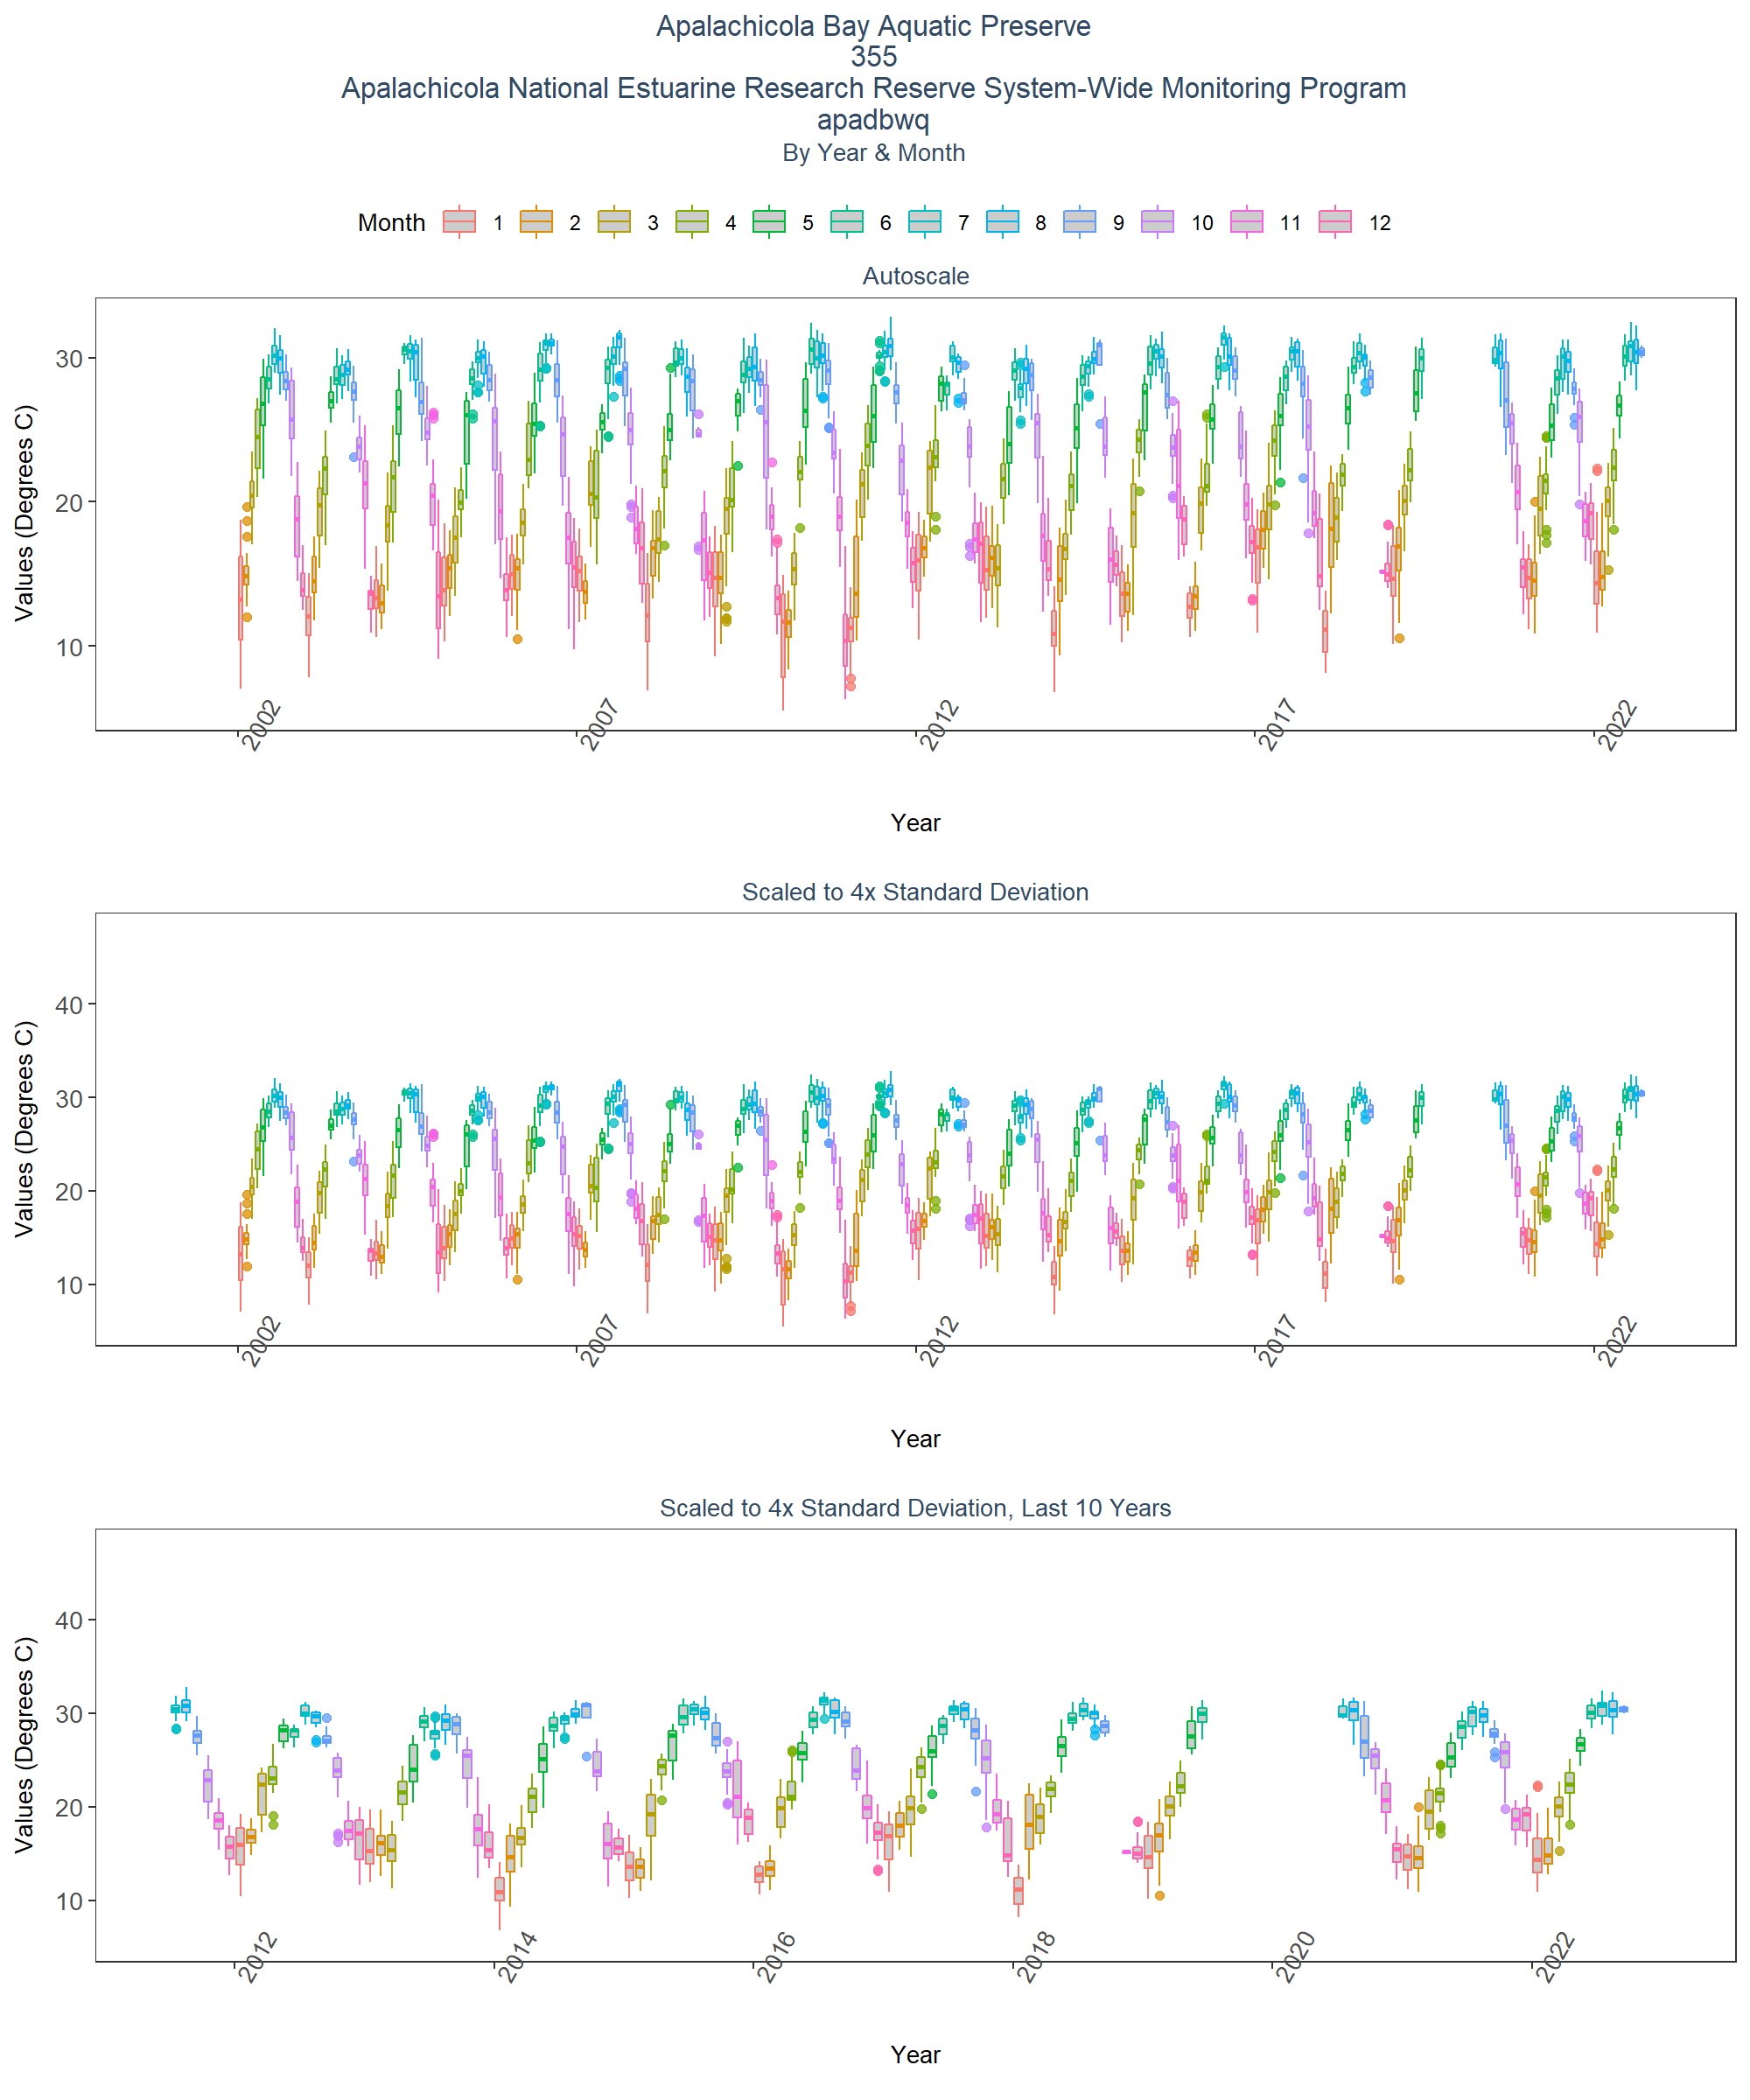 Apalachicola Bay Aquatic Preserve
355
Apalachicola National Estuarine Research Reserve System-Wide Monitoring Program
apadbwq
By Year & Month
Month 1 2 3 4 5 6 7 8 9 10 11 12
Autoscale
Values (Degrees C)
30
20
10
2002 2007 2012 2017 2022
Year
Scaled to 4x Standard Deviation
Values (Degrees C)
40
30
20
10
2002 2007 2012 2017 2022
Year
Scaled to 4x Standard Deviation, Last 10 Years
Values (Degrees C)
40
30
20
10
2012 2014 2016 2018 2020 2022
Year